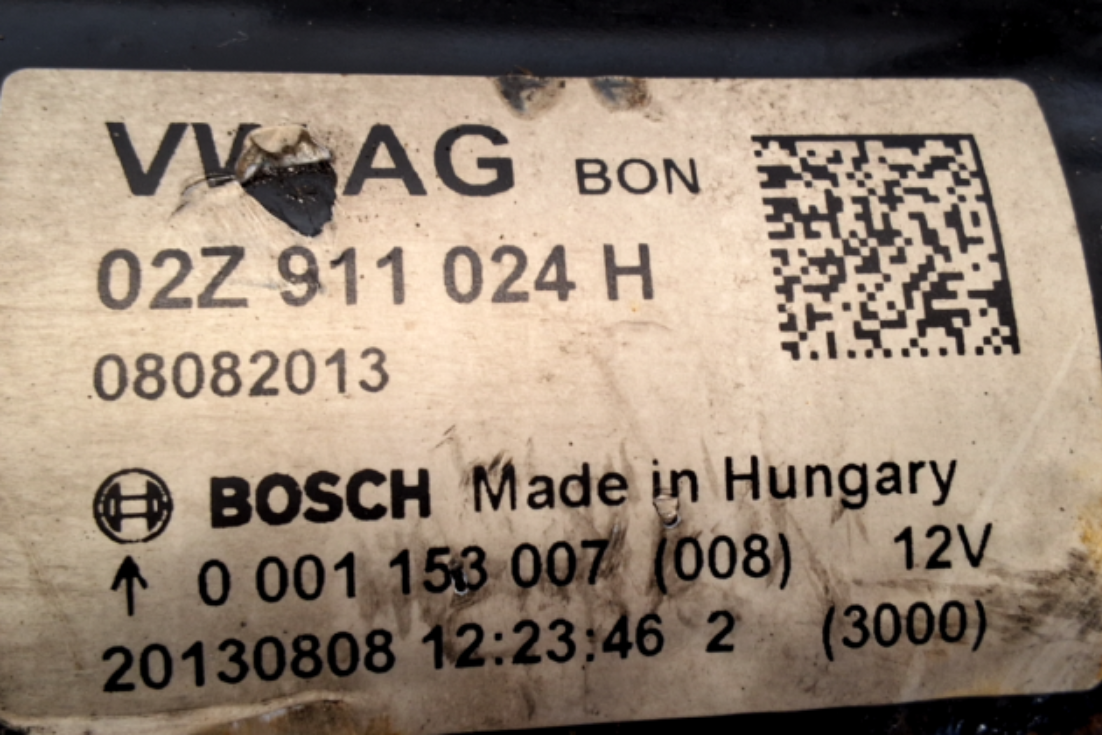 VW AG BON
02Z 911 024 H
08082013
BOSCH Made in Hungary
↑ 0 001 153 007 (008) 12V
20130808 12:23:46 2 (3000)